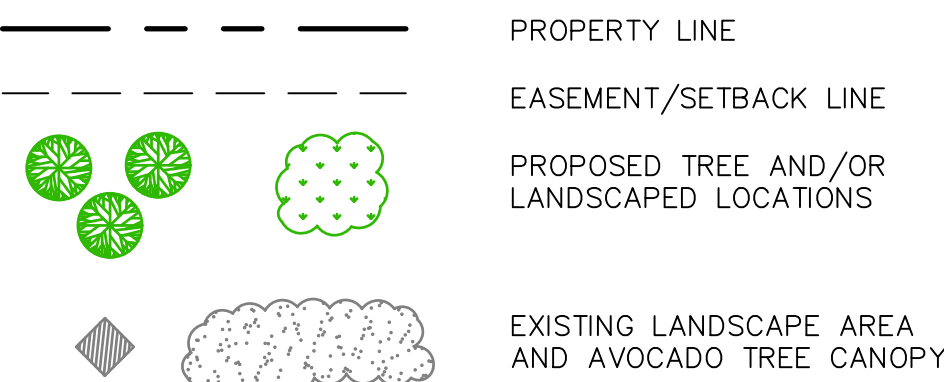 PROPERTY LINE
EASEMENT/SETBACK LINE
PROPOSED TREE AND/OR
LANDSCAPED LOCATIONS
EXISTING LANDSCAPE AREA
AND AVOCADO TREE CANOPY